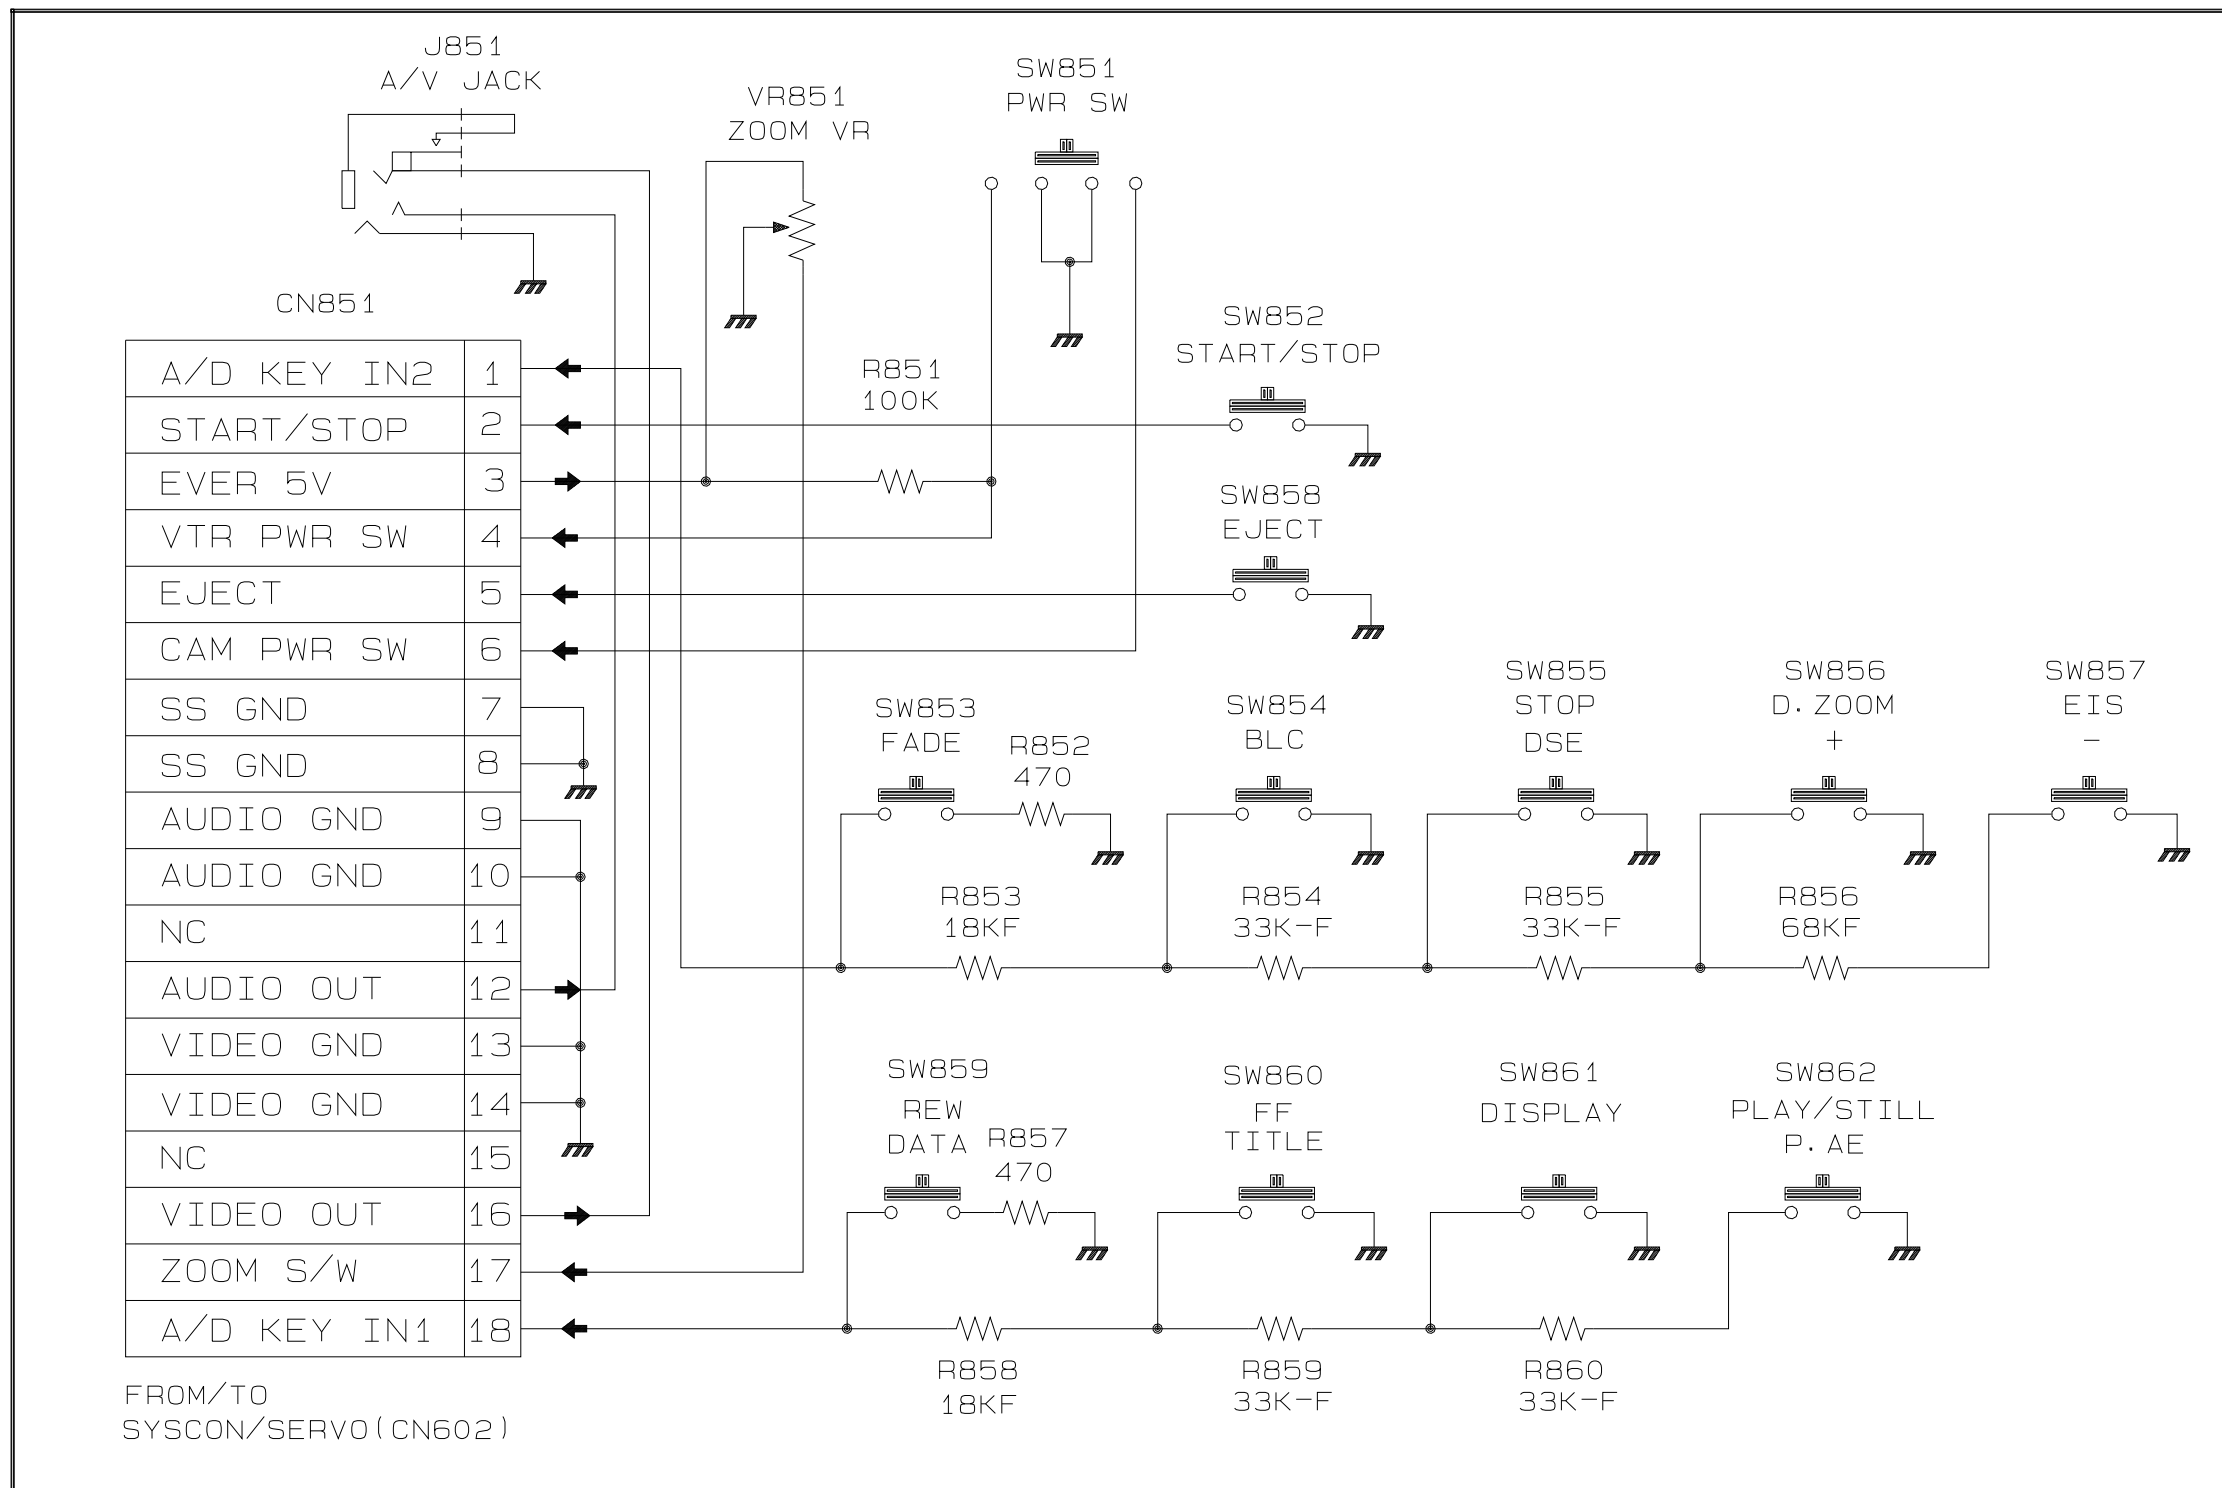 J851
A/V JACK
VR851
ZOOM VR
SW851
PWR SW
CN851
A/D KEY IN2 1
START/STOP 2
EVER 5V 3
VTR PWR SW 4
EJECT 5
CAM PWR SW 6
SS GND 7
SS GND 8
AUDIO GND 9
AUDIO GND 10
NC 11
AUDIO OUT 12
VIDEO GND 13
VIDEO GND 14
NC 15
VIDEO OUT 16
ZOOM S/W 17
A/D KEY IN1 18
FROM/TO
SYSCON/SERVO(CN602)
R851
100K
SW852
START/STOP
SW858
EJECT
SW853
FADE
R852
470
SW854
BLC
SW855
STOP
DSE
SW856
D.ZOOM
+
SW857
EIS
-
R853
18KF
R854
33K-F
R855
33K-F
R856
68KF
SW859
REW
DATA
R857
470
SW860
FF
TITLE
SW861
DISPLAY
SW862
PLAY/STILL
P.AE
R858
18KF
R859
33K-F
R860
33K-F